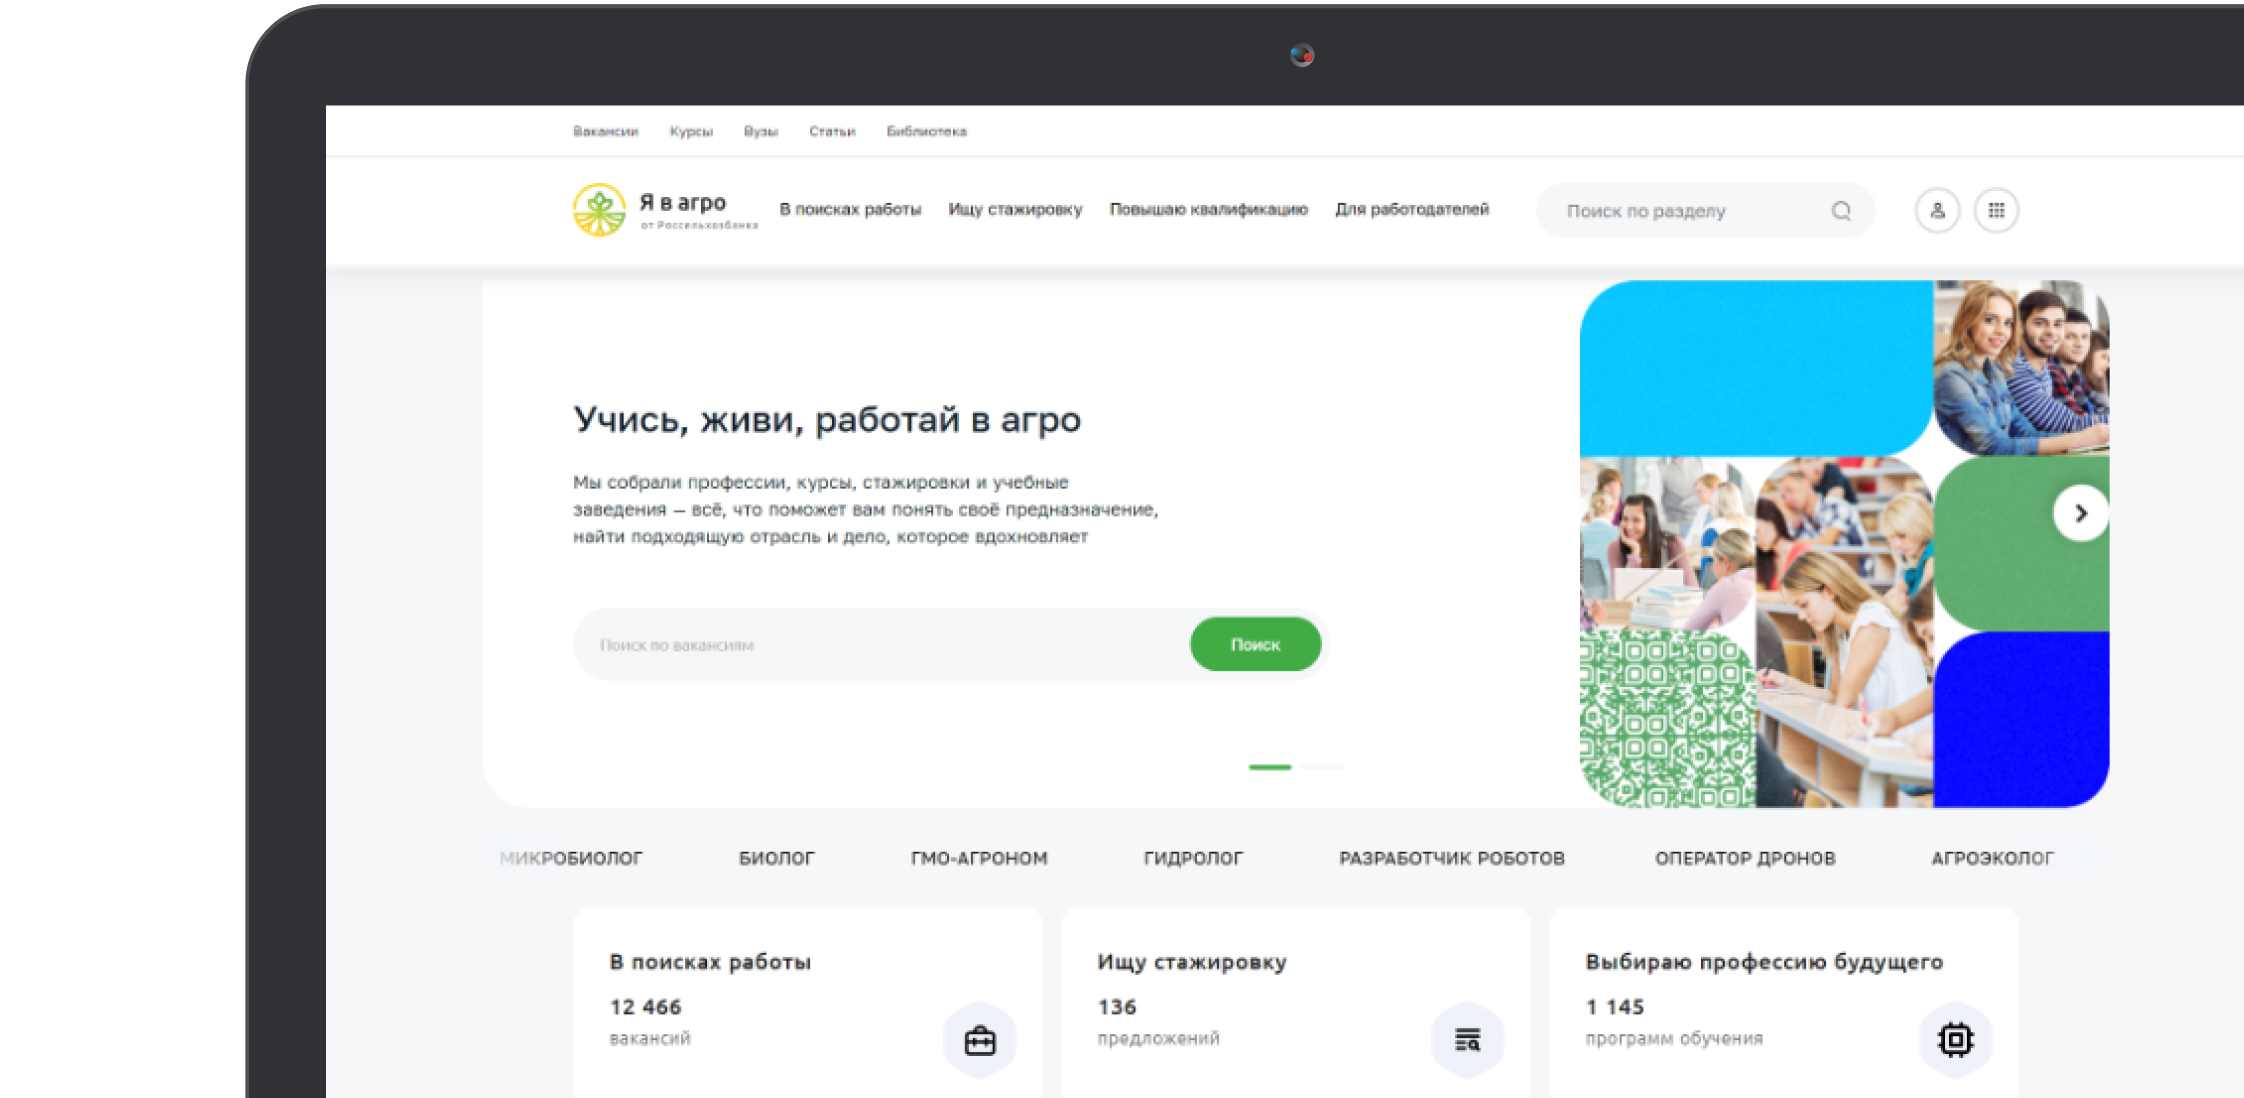 Вакансии Курсы Вузы Статьи Библиотека
Я в агро
от Россельхозбанка
В поисках работы Ищу стажировку Повышаю квалификацию Для работодателей
Поиск по разделу
Учись, живи, работай в агро
Мы собрали профессии, курсы, стажировки и учебные
заведения — всё, что поможет вам понять своё предназначение,
найти подходящую отрасль и дело, которое вдохновляет
Поиск по вакансиям
Поиск
МИКРОБИОЛОГ БИОЛОГ ГМО-АГРОНОМ ГИДРОЛОГ РАЗРАБОТЧИК РОБОТОВ ОПЕРАТОР ДРОНОВ АГРОЭКОЛОГ
В поисках работы
12 466
вакансий
Ищу стажировку
136
предложений
Выбираю профессию будущего
1 145
программ обучения